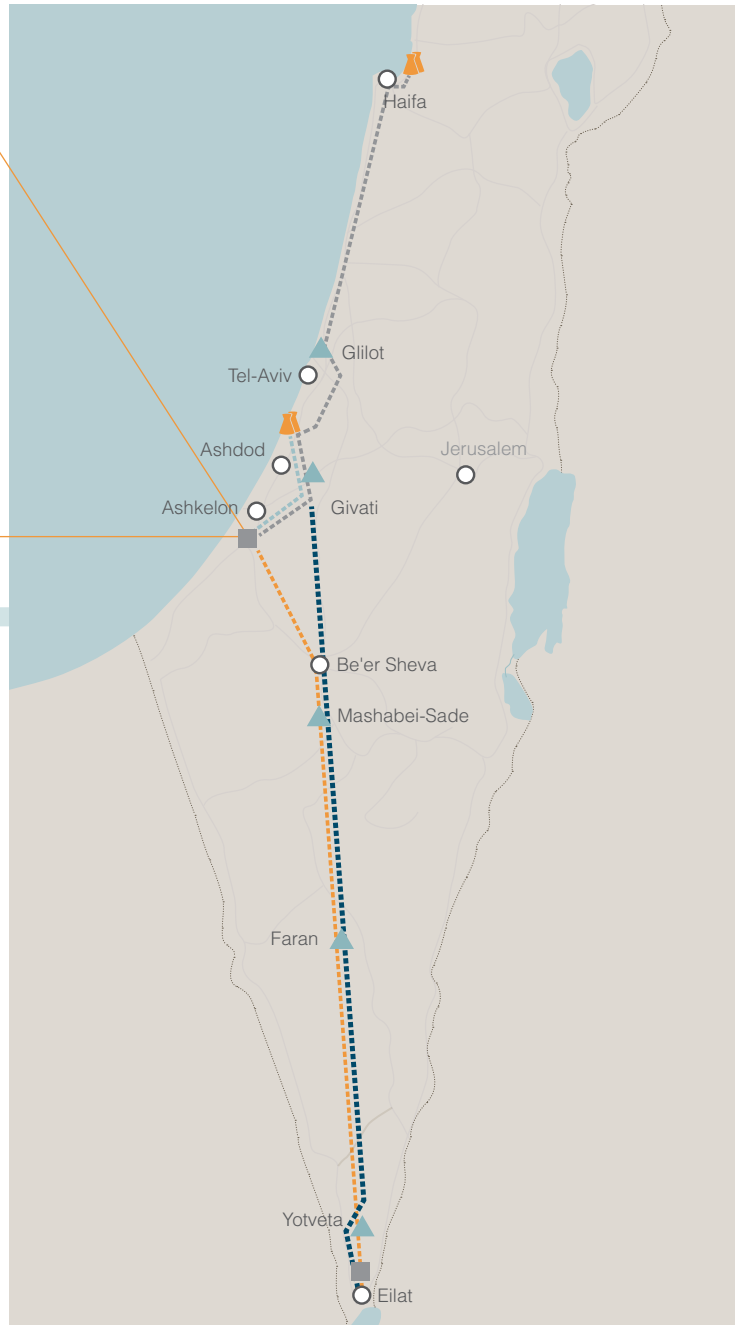 Haifa
Glilot
Tel-Aviv
Ashdod
Jerusalem
Ashkelon
Givati
Be'er Sheva
Mashabei-Sade
Faran
Yotveta
Eilat